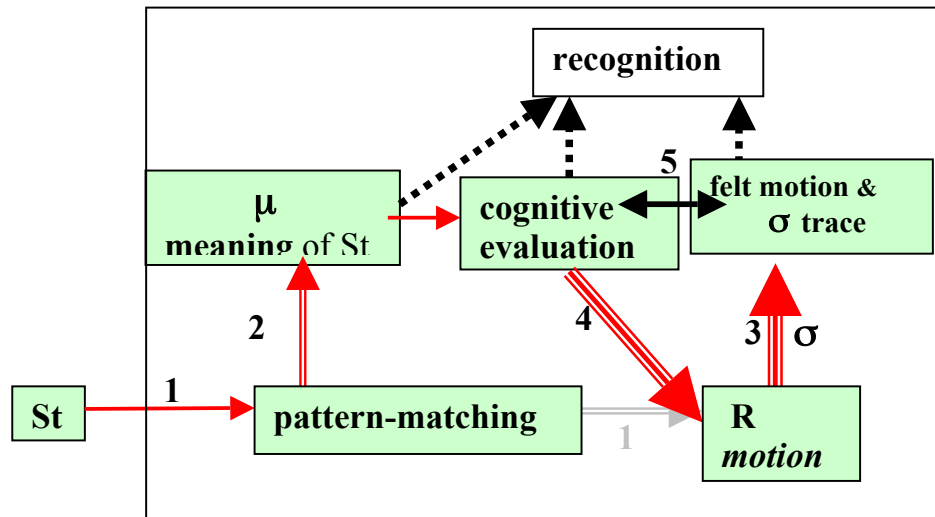 recognition
5
μ
meaning of St
cognitive
evaluation
felt motion &
σ trace
2
4
3 σ
1
St
pattern-matching
1
R
motion